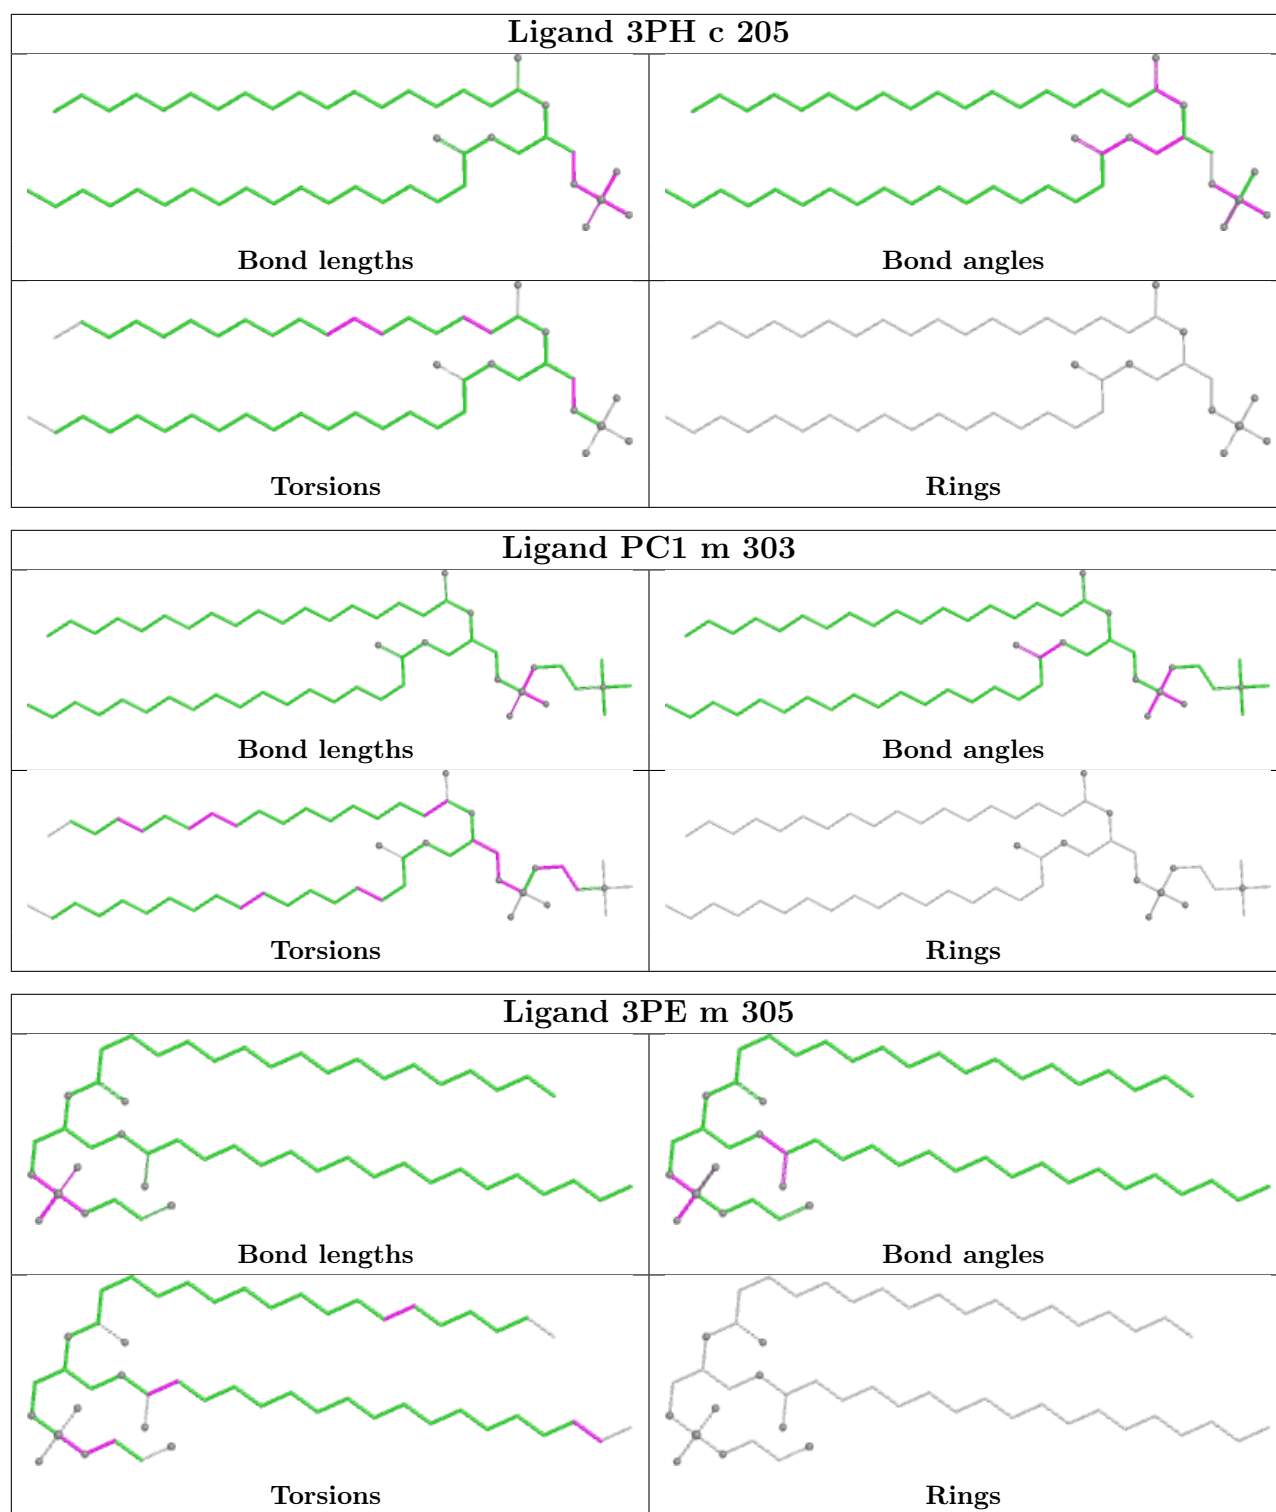 Ligand 3PH c 205
Bond lengths
Bond angles
Torsions
Rings
Ligand PC1 m 303
Bond lengths
Bond angles
Torsions
Rings
Ligand 3PE m 305
Bond lengths
Bond angles
Torsions
Rings